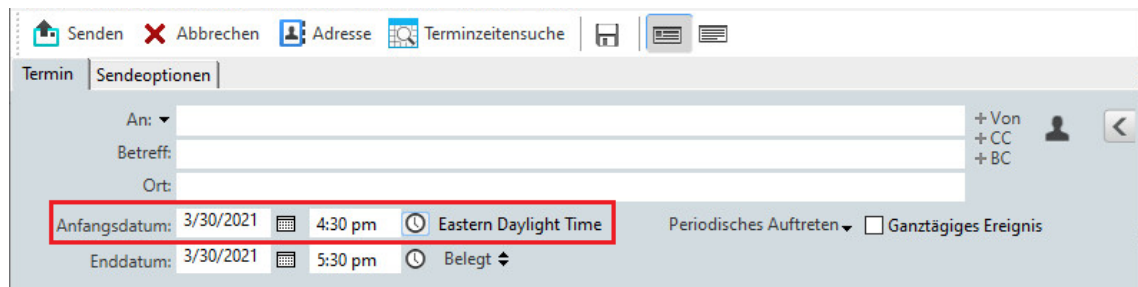 Senden Abbrechen Adresse Terminzeitensuche
Termin Sendeoptionen
An:
+ Von
+ CC
Betreff:
+ BC
Ort:
Anfangsdatum: 3/30/2021 4:30 pm Eastern Daylight Time Periodisches Auftreten Ganztägiges Ereignis
Enddatum: 3/30/2021 5:30 pm Belegt